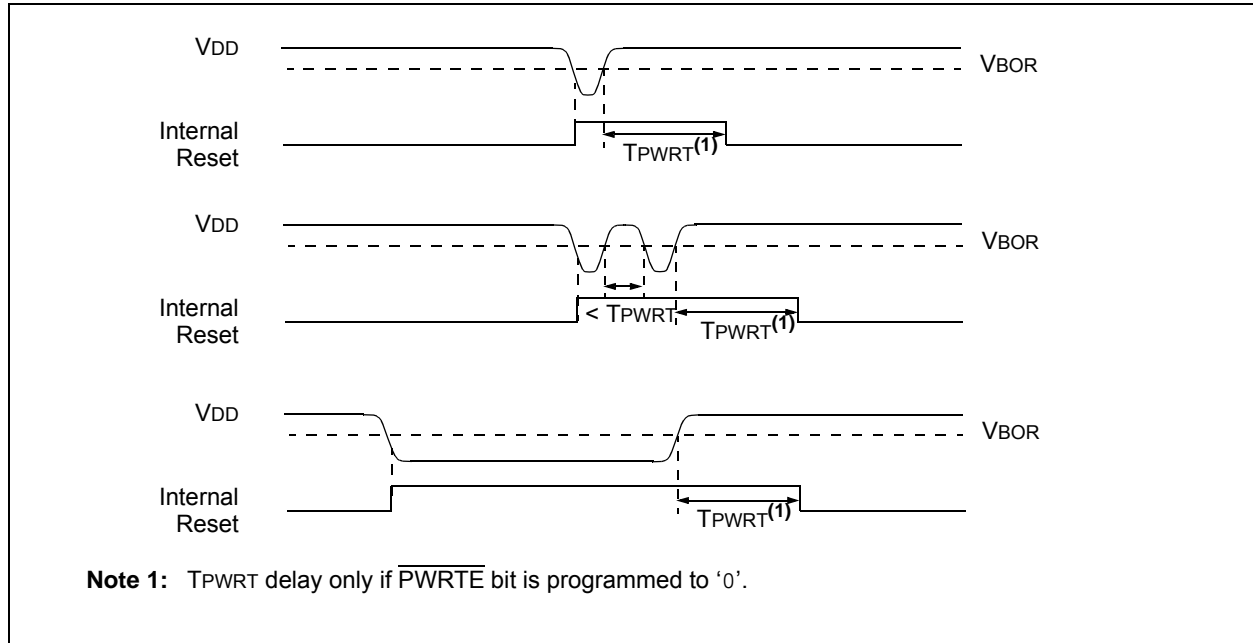 VDD
VBOR
Internal
Reset
TPWRT(1)
VDD
VBOR
Internal
Reset
< TPWRT
TPWRT(1)
VDD
VBOR
Internal
Reset
TPWRT(1)
Note 1: TPWRT delay only if P̅W̅R̅T̅E̅ bit is programmed to ‘0’.